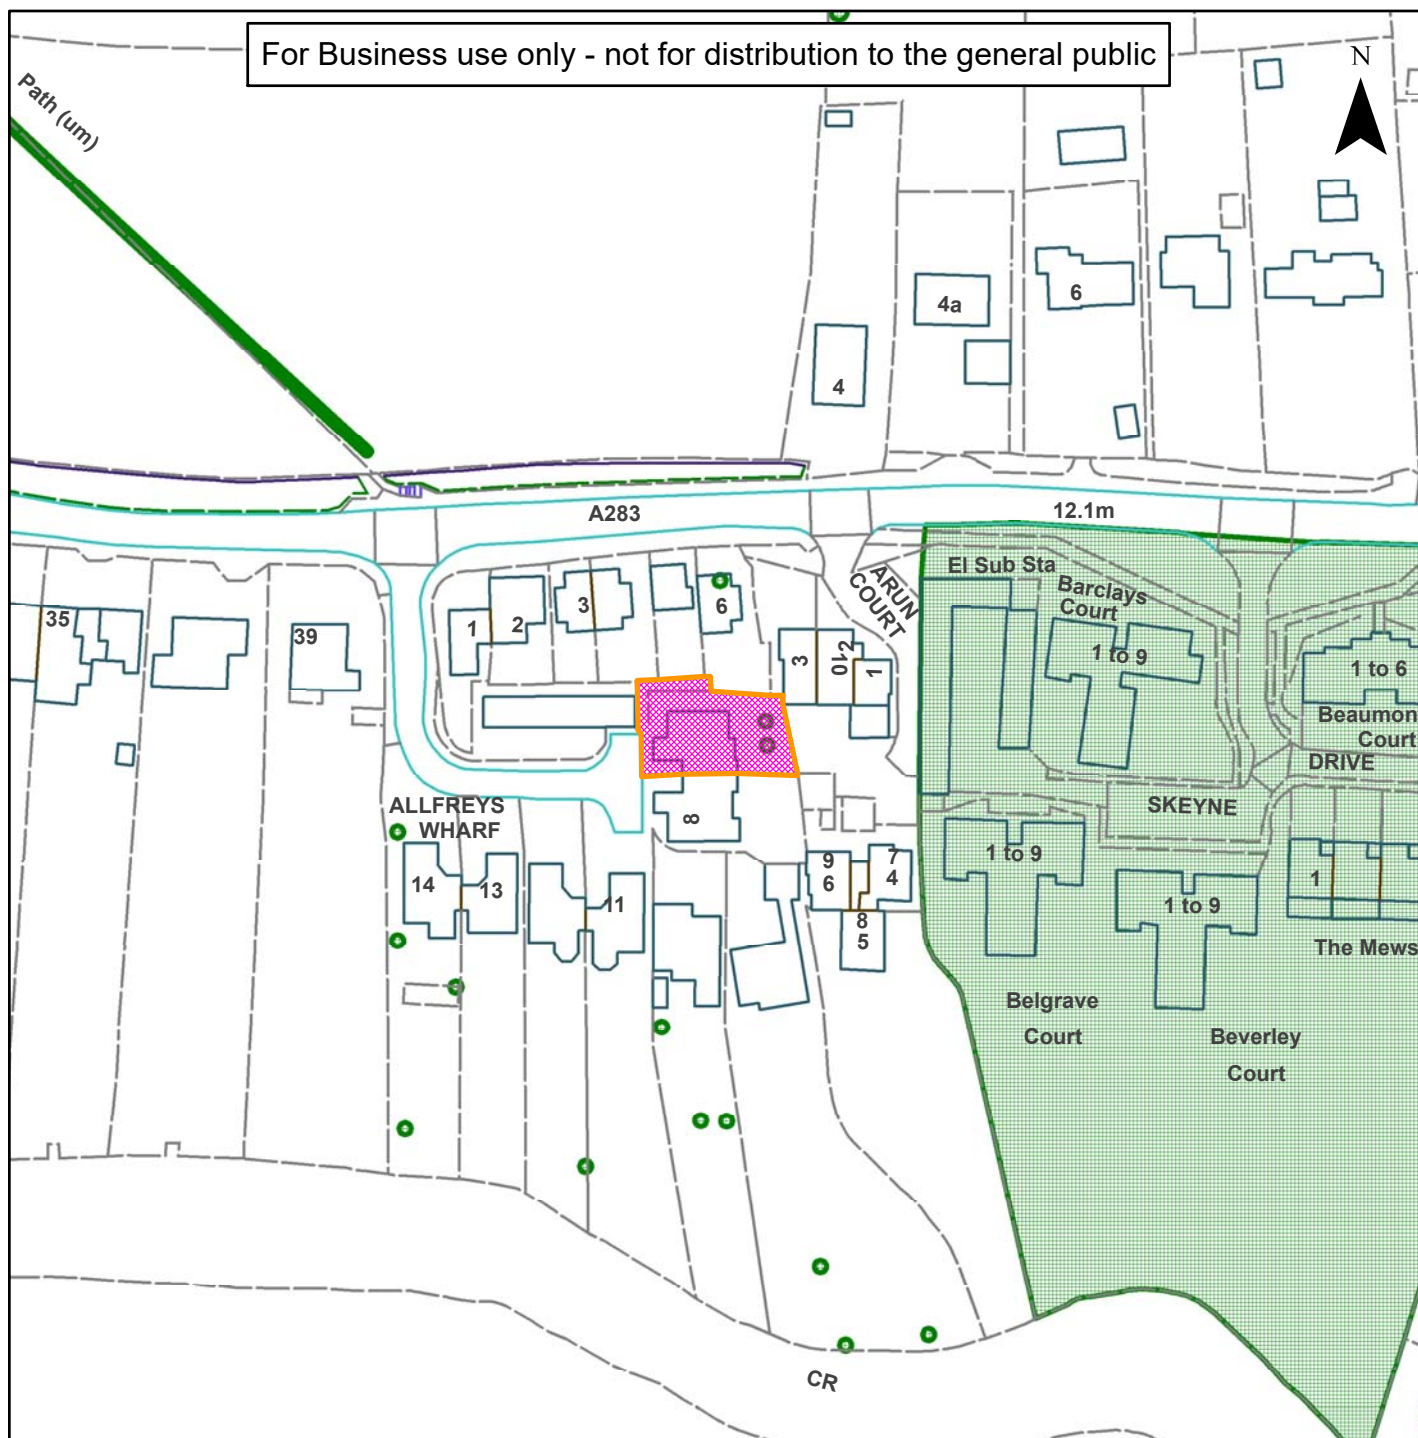 For Business use only - not for distribution to the general public
N
Path (um)
4a
6
4
A283
12.1m
El Sub Sta
ARUN
COURT
Barclays
Court
35
39
1
2
3
6
3
2
10
1
1 to 9
1 to 6
Beaumon
Court
DRIVE
SKEYNE
ALLFREYS
WHARF
8
14
13
11
9
6
7
4
8
5
1 to 9
1 to 9
1
The Mews
Belgrave
Court
Beverley
Court
CR